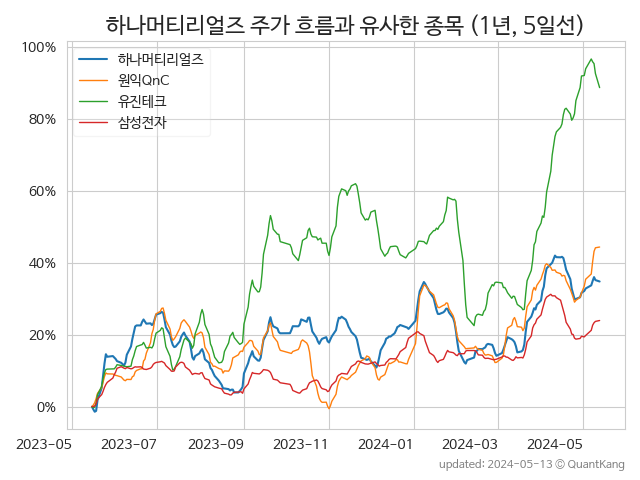 하나머티리얼즈 주가 흐름과 유사한 종목 (1년, 5일선)
100%
80%
60%
40%
20%
0%
하나머티리얼즈
원익QnC
유진테크
삼성전자
2023-05 2023-07 2023-09 2023-11 2024-01 2024-03 2024-05
updated: 2024-05-13 © QuantKang